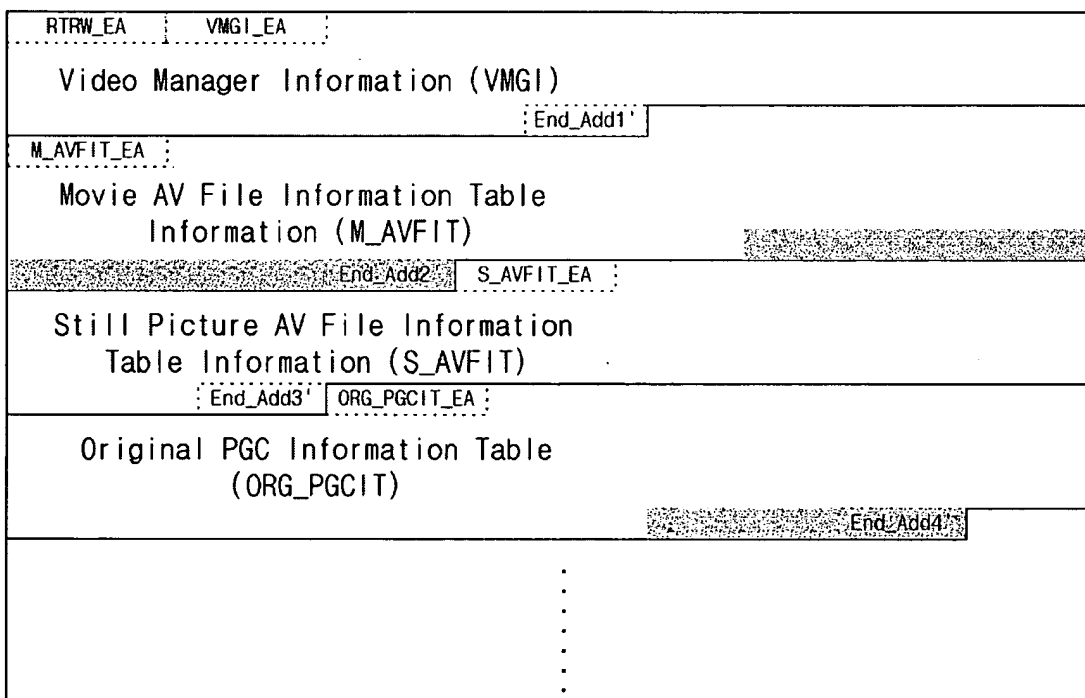 RTRW_EA VMGI_EA
Video Manager Information (VMGI)
End_Add1'
M_AVFIT_EA
Movie AV File Information Table
Information (M_AVFIT)
End_Add2' S_AVFIT_EA
Still Picture AV File Information
Table Information (S_AVFIT)
End_Add3' ORG_PGCIT_EA
Original PGC Information Table
(ORG_PGCIT)
End_Add4'